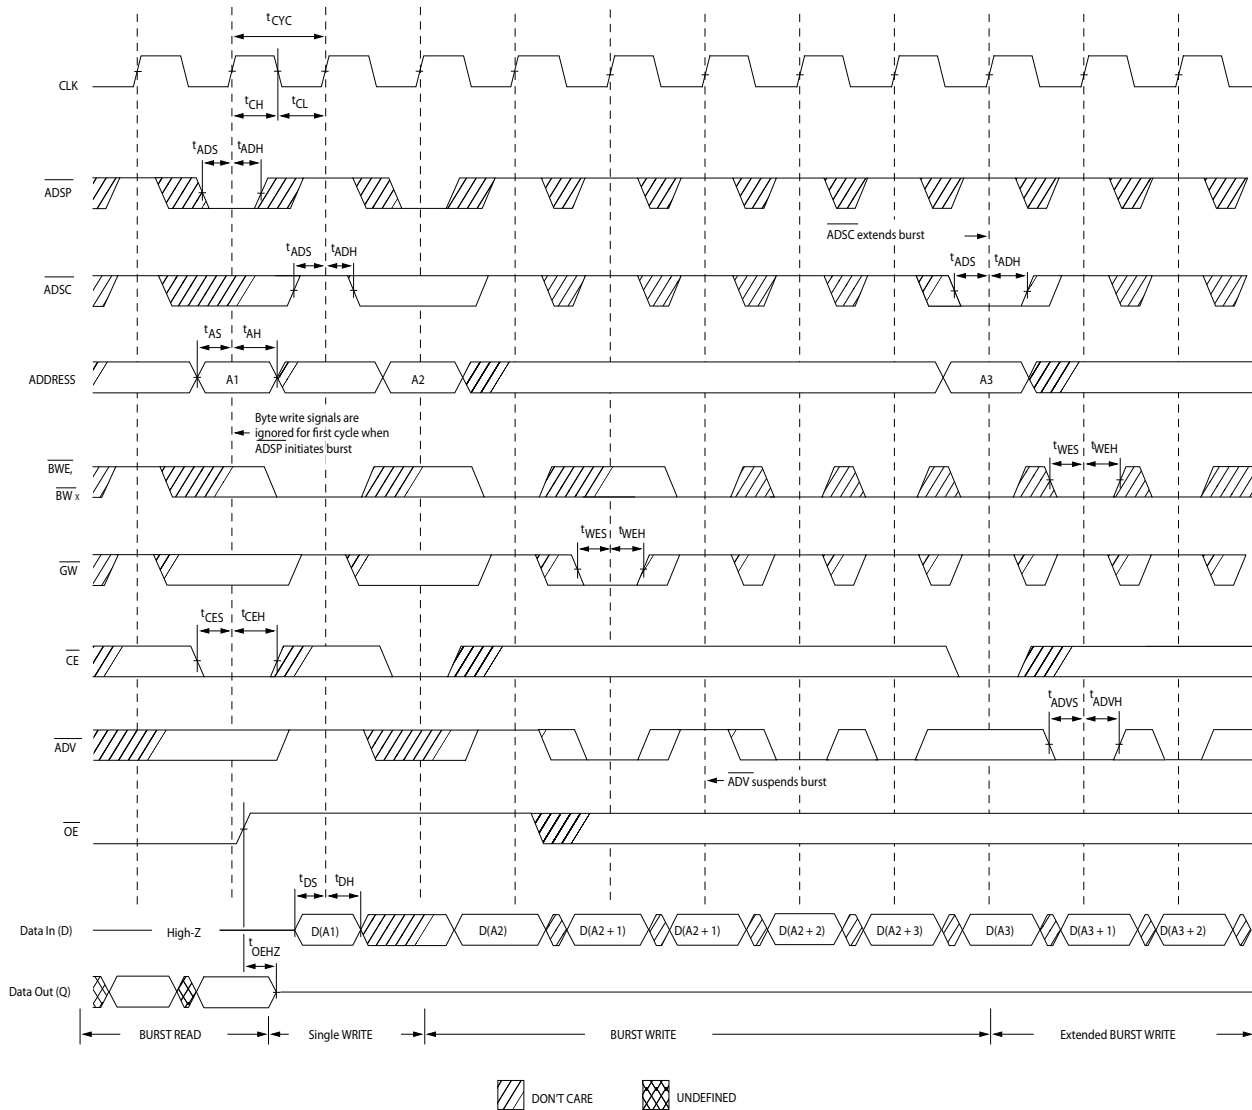 tCYC
CLK
tCH
tCL
tADS
tADH
ADSP
ADSC extends burst
tADS
tADH
tADS
tADH
ADSC
tAS
tAH
ADDRESS
A1
A2
A3
Byte write signals are
ignored for first cycle when
ADSP initiates burst
BWE,
BW X
tWES
tWEH
tWES
tWEH
GW
tCES
tCEH
CE
tADVS
tADVH
ADV
ADV suspends burst
OE
tDS
tDH
Data In (D)
High-Z
D(A1)
D(A2)
D(A2 + 1)
D(A2 + 1)
D(A2 + 2)
D(A2 + 3)
D(A3)
D(A3 + 1)
D(A3 + 2)
tOEHZ
Data Out (Q)
BURST READ
Single WRITE
BURST WRITE
Extended BURST WRITE
DON'T CARE
UNDEFINED